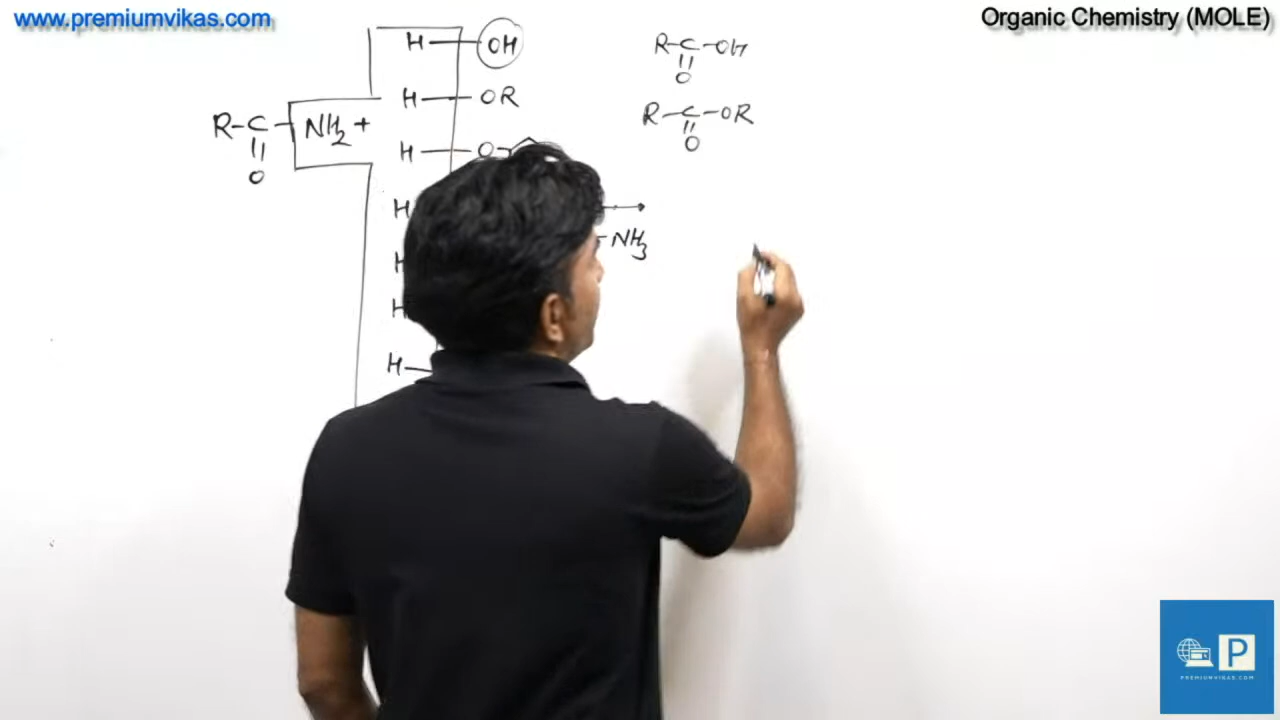 www.premiumvikas.com
Organic Chemistry (MOLE)
H—OH
H—OR
R-C-NH₂ +
||
O
H—O
H
H
H
H—
-NH₃
R-C-OH
||
O
R-C-OR
||
O
P
PREMIUMVIKAS.COM